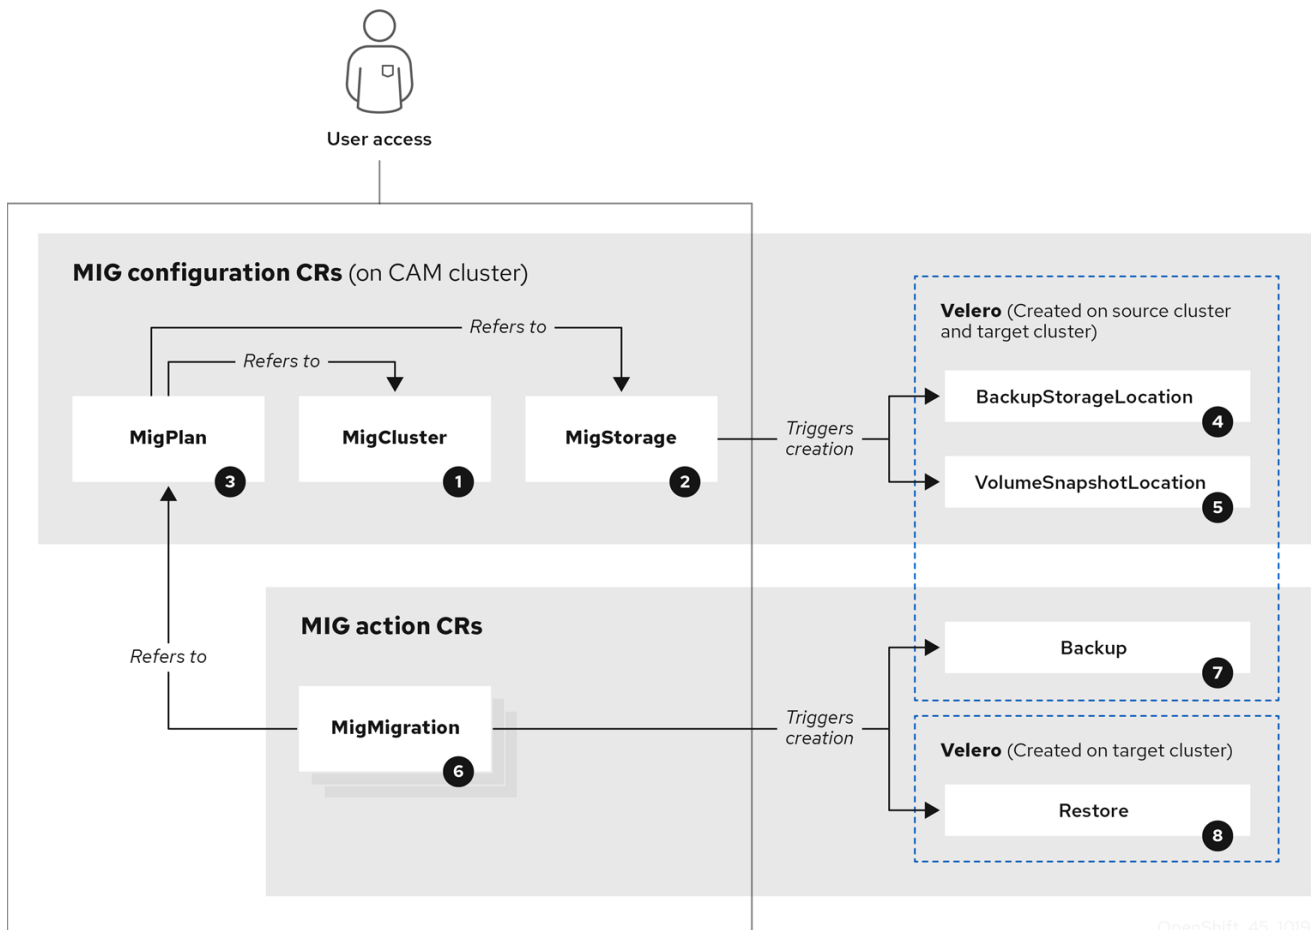 User access
MIG configuration CRs (on CAM cluster)
Refers to
Refers to
MigPlan
3
MigCluster
1
MigStorage
2
Triggers
creation
Velero (Created on source cluster
and target cluster)
BackupStorageLocation
4
VolumeSnapshotLocation
5
MIG action CRs
Refers to
MigMigration
6
Triggers
creation
Backup
7
Velero (Created on target cluster)
Restore
8
OpenShift_45_1019